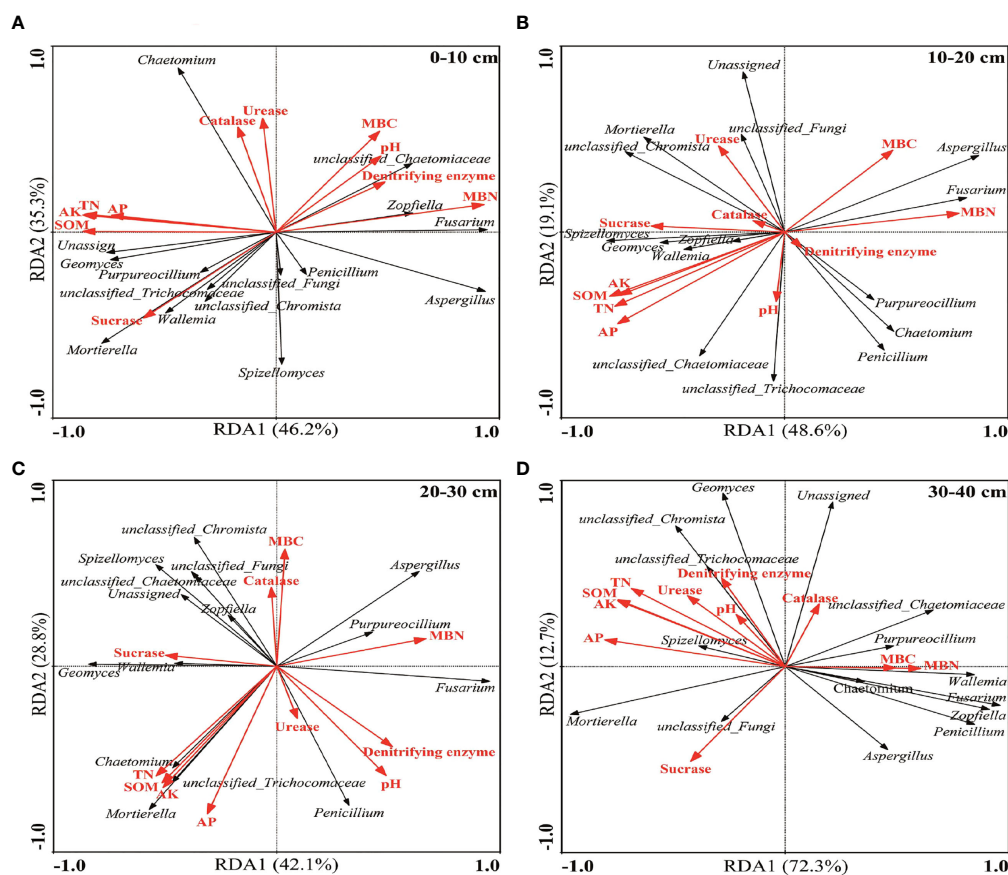 A
1.0
0-10 cm
Chaetomium
Urease
Catalase
MBC
pH
unclassified_Chaetomiaceae
Denitrifying enzyme
TN
AK
AP
MBN
Zopfiella
SOM
Fusarium
Unassign
Geomyces
Purpureocillium
Penicillium
unclassified_Fungi
unclassified_Trichocomaceae
Aspergillus
unclassified_Chromista
Sucrase
Wallemia
Mortierella
Spizellomyces
RDA2 (35.3%)
-1.0
-1.0
RDA1 (46.2%)
1.0
B
1.0
10-20 cm
Unassigned
Mortierella
unclassified_Fungi
Urease
unclassified_Chromista
MBC
Aspergillus
Fusarium
Sucrase
Catalase
MBN
Spizellomyces
Geomyces
Zopfiella
Wallemia
Denitrifying enzyme
AK
SOM
TN
pH
Purpureocillium
AP
Chaetomium
Penicillium
unclassified_Chaetomiaceae
unclassified_Trichocomaceae
RDA2 (19.1%)
-1.0
-1.0
RDA1 (48.6%)
1.0
C
1.0
20-30 cm
unclassified_Chromista
MBC
Spizellomyces
unclassified_Fungi
Aspergillus
unclassified_Chaetomiaceae
Catalase
Unassigned
Zopfiella
Purpureocillium
MBN
Sucrase
Geomyces
Wallemia
Fusarium
Urease
Denitrifying enzyme
Chaetomium
TN
unclassified_Trichocomaceae
pH
SOM
AK
Mortierella
AP
Penicillium
RDA2 (28.8%)
-1.0
-1.0
RDA1 (42.1%)
1.0
D
1.0
30-40 cm
Geomyces
Unassigned
unclassified_Chromista
unclassified_Trichocomaceae
Denitrifying enzyme
TN
SOM
Urease
Catalase
AK
pH
unclassified_Chaetomiaceae
AP
Spizellomyces
Purpureocillium
MBC
MBN
Wallemia
Chaetomium
Fusarium
Mortierella
Zopfiella
unclassified_Fungi
Penicillium
Aspergillus
Sucrase
RDA2 (12.7%)
-1.0
-1.0
RDA1 (72.3%)
1.0